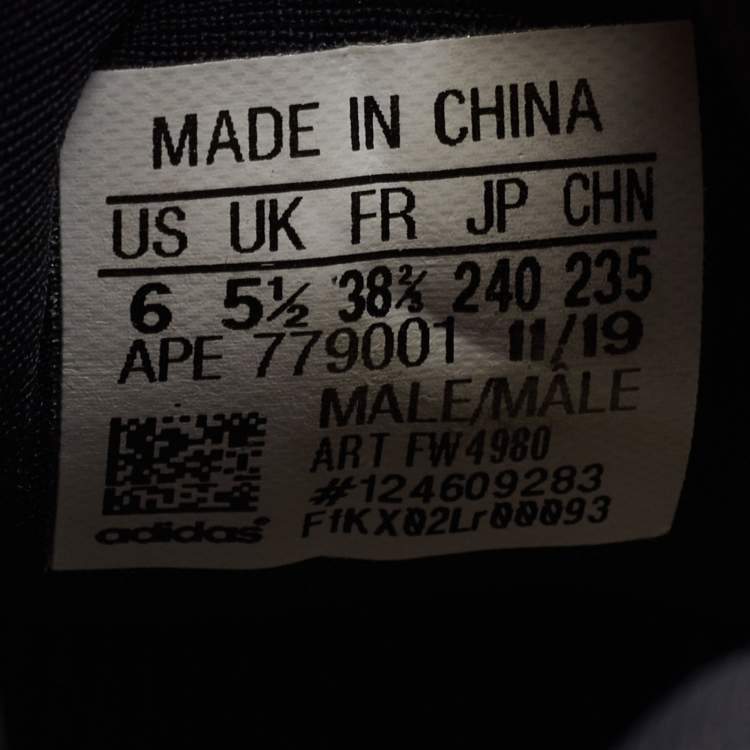 MADE IN CHINA
US UK FR JP CHN
6 5½ 38⅔ 240 235
APE 779001 11/19
MALE/MÂLE
ART FW4980
#124609283
FfKX02Lr00093
adidas